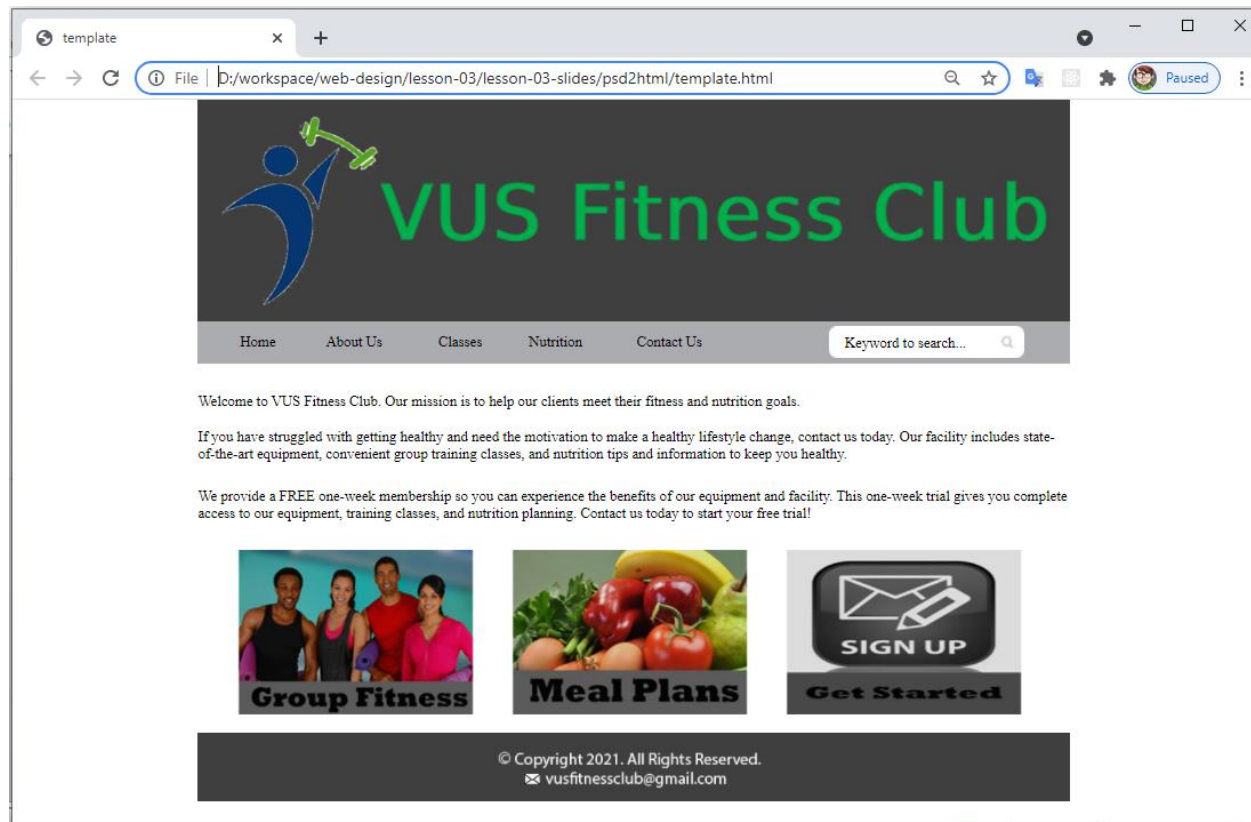 template
File D:/workspace/web-design/lesson-03/lesson-03-slides/psd2html/template.html
Paused
VUS Fitness Club
Home About Us Classes Nutrition Contact Us Keyword to search...
Welcome to VUS Fitness Club. Our mission is to help our clients meet their fitness and nutrition goals.
If you have struggled with getting healthy and need the motivation to make a healthy lifestyle change, contact us today. Our facility includes state-
of-the-art equipment, convenient group training classes, and nutrition tips and information to keep you healthy.
We provide a FREE one-week membership so you can experience the benefits of our equipment and facility. This one-week trial gives you complete
access to our equipment, training classes, and nutrition planning. Contact us today to start your free trial!
SIGN UP
Group Fitness Meal Plans Get Started
© Copyright 2021. All Rights Reserved.
vusfitnessclub@gmail.com